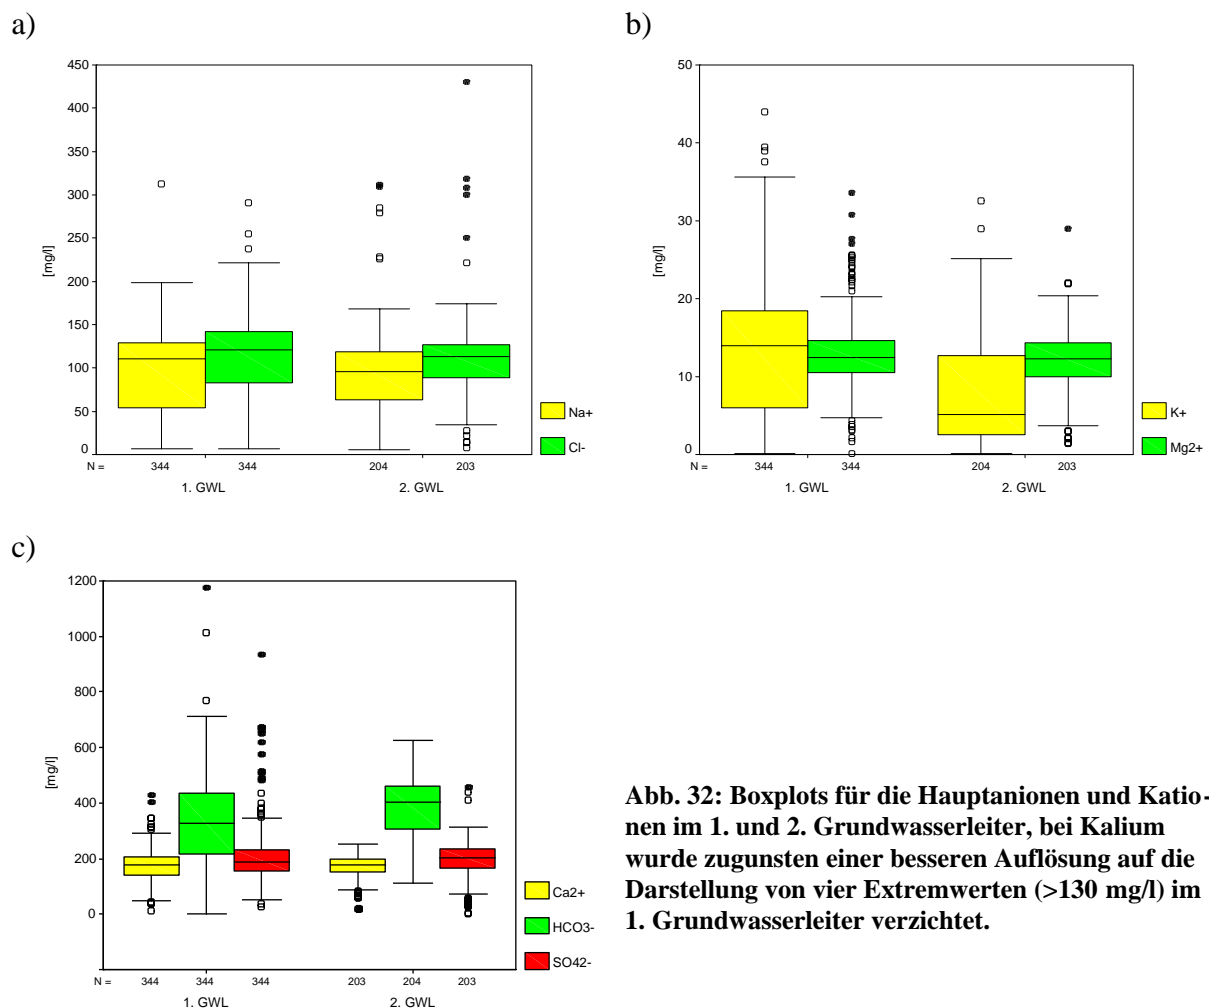 a)
450
400
350
300
250
200
150
100
50
0
[mg/l]
N =
344
344
204
203
1. GWL
2. GWL
Na+
Cl-
b)
50
40
30
20
10
0
[mg/l]
344
344
204
203
1. GWL
2. GWL
K+
Mg2+
c)
1200
1000
800
600
400
200
0
[mg/l]
N =
344
344
344
203
204
203
1. GWL
2. GWL
Ca2+
HCO3-
SO42-
Abb. 32: Boxplots für die Hauptanionen und Katio-
nen im 1. und 2. Grundwasserleiter, bei Kalium
wurde zugunsten einer besseren Auflösung auf die
Darstellung von vier Extremwerten (>130 mg/l) im
1. Grundwasserleiter verzichtet.